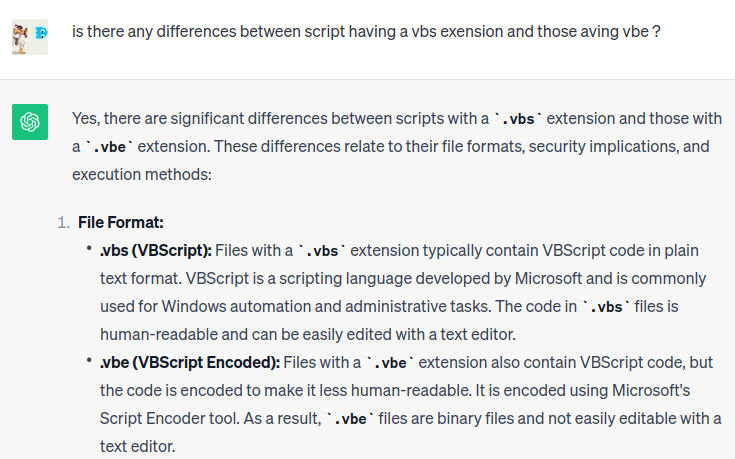 is there any differences between script having a vbs exension and those aving vbe ?
Yes, there are significant differences between scripts with a `.vbs` extension and those with
a `.vbe` extension. These differences relate to their file formats, security implications, and
execution methods:
1. File Format:
• .vbs (VBScript): Files with a `.vbs` extension typically contain VBScript code in plain
text format. VBScript is a scripting language developed by Microsoft and is commonly
used for Windows automation and administrative tasks. The code in `.vbs` files is
human-readable and can be easily edited with a text editor.
• .vbe (VBScript Encoded): Files with a `.vbe` extension also contain VBScript code, but
the code is encoded to make it less human-readable. It is encoded using Microsoft's
Script Encoder tool. As a result, `.vbe` files are binary files and not easily editable with a
text editor.